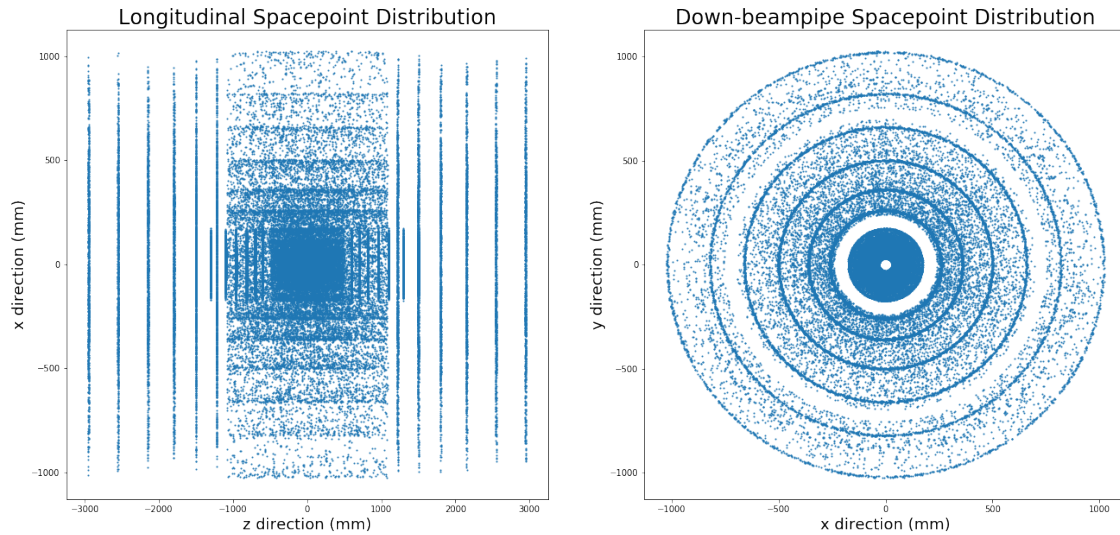 Longitudinal Spacepoint Distribution
1000
500
0
−500
−1000
x direction (mm)
−3000 −2000 −1000 0 1000 2000 3000
z direction (mm)
Down-beampipe Spacepoint Distribution
1000
500
0
−500
−1000
y direction (mm)
−1000 −500 0 500 1000
x direction (mm)